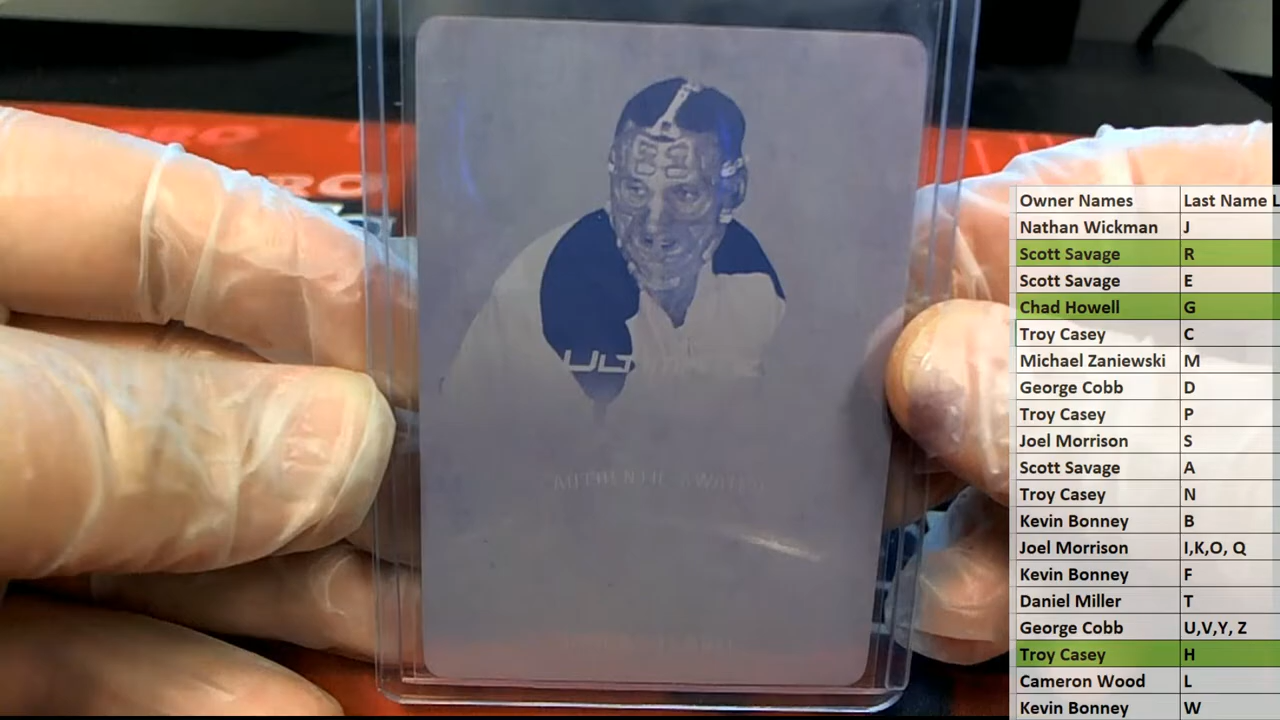 RO
ULTIMATE
Owner Names Last Name L
Nathan Wickman J
Scott Savage R
Scott Savage E
Chad Howell G
Troy Casey C
Michael Zaniewski M
George Cobb D
Troy Casey P
Joel Morrison S
Scott Savage A
Troy Casey N
Kevin Bonney B
Joel Morrison I,K,O, Q
Kevin Bonney F
Daniel Miller T
George Cobb U,V,Y, Z
Troy Casey H
Cameron Wood L
Kevin Bonney W